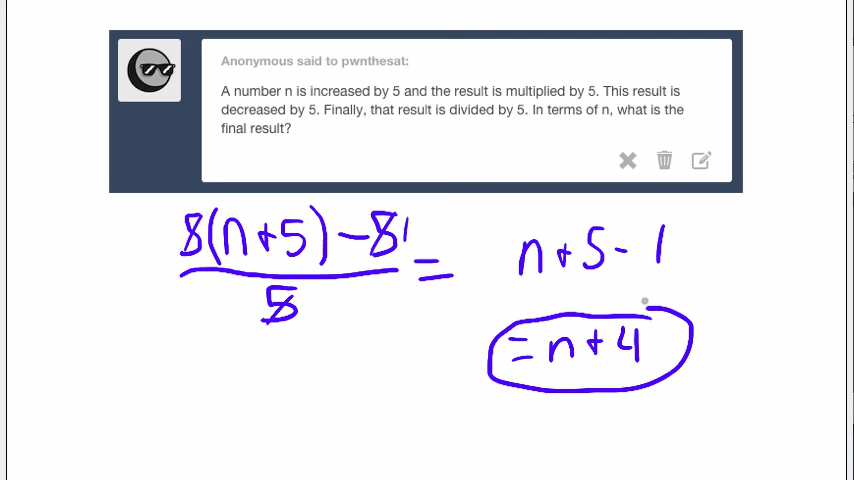 Anonymous said to pwnthesat:
A number n is increased by 5 and the result is multiplied by 5. This result is
decreased by 5. Finally, that result is divided by 5. In terms of n, what is the
final result?
5(n+5)-5 1
5
= n+5-1
= n+4